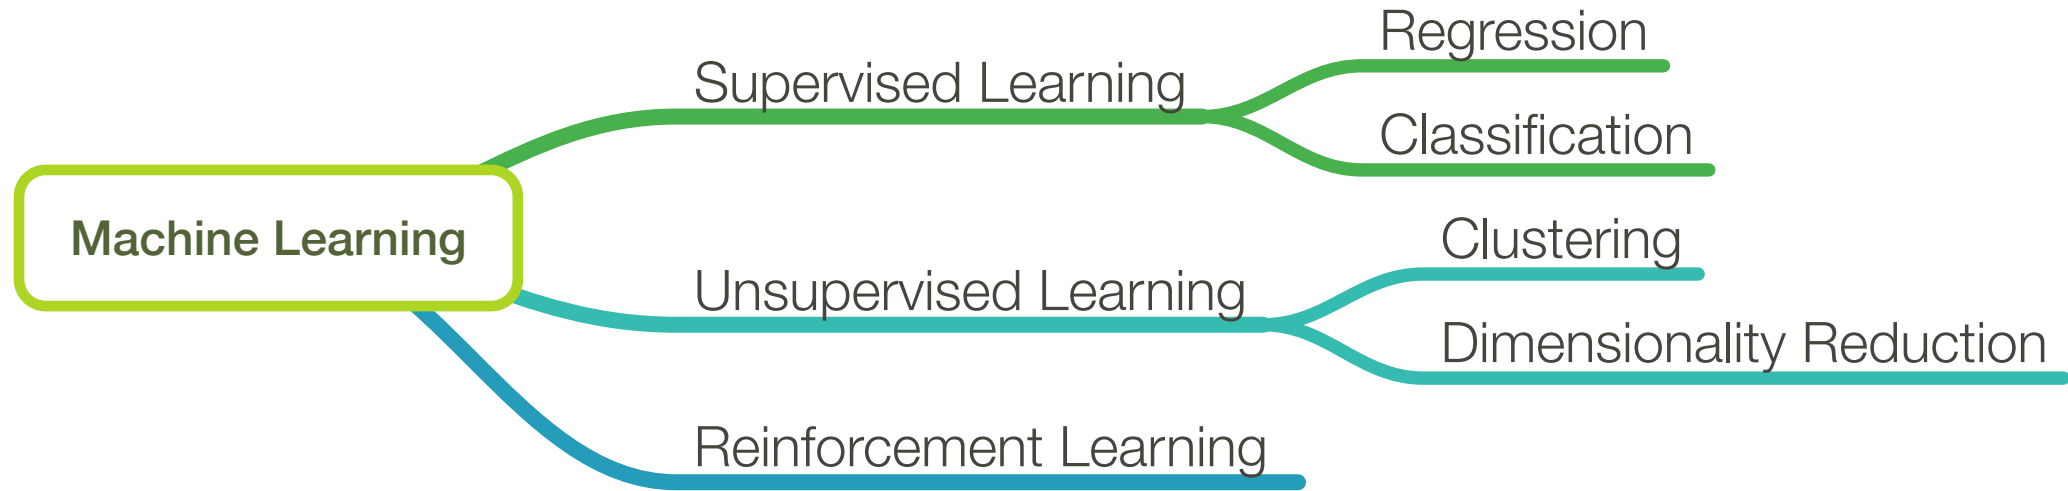 Machine Learning
Supervised Learning
Regression
Classification
Unsupervised Learning
Clustering
Dimensionality Reduction
Reinforcement Learning